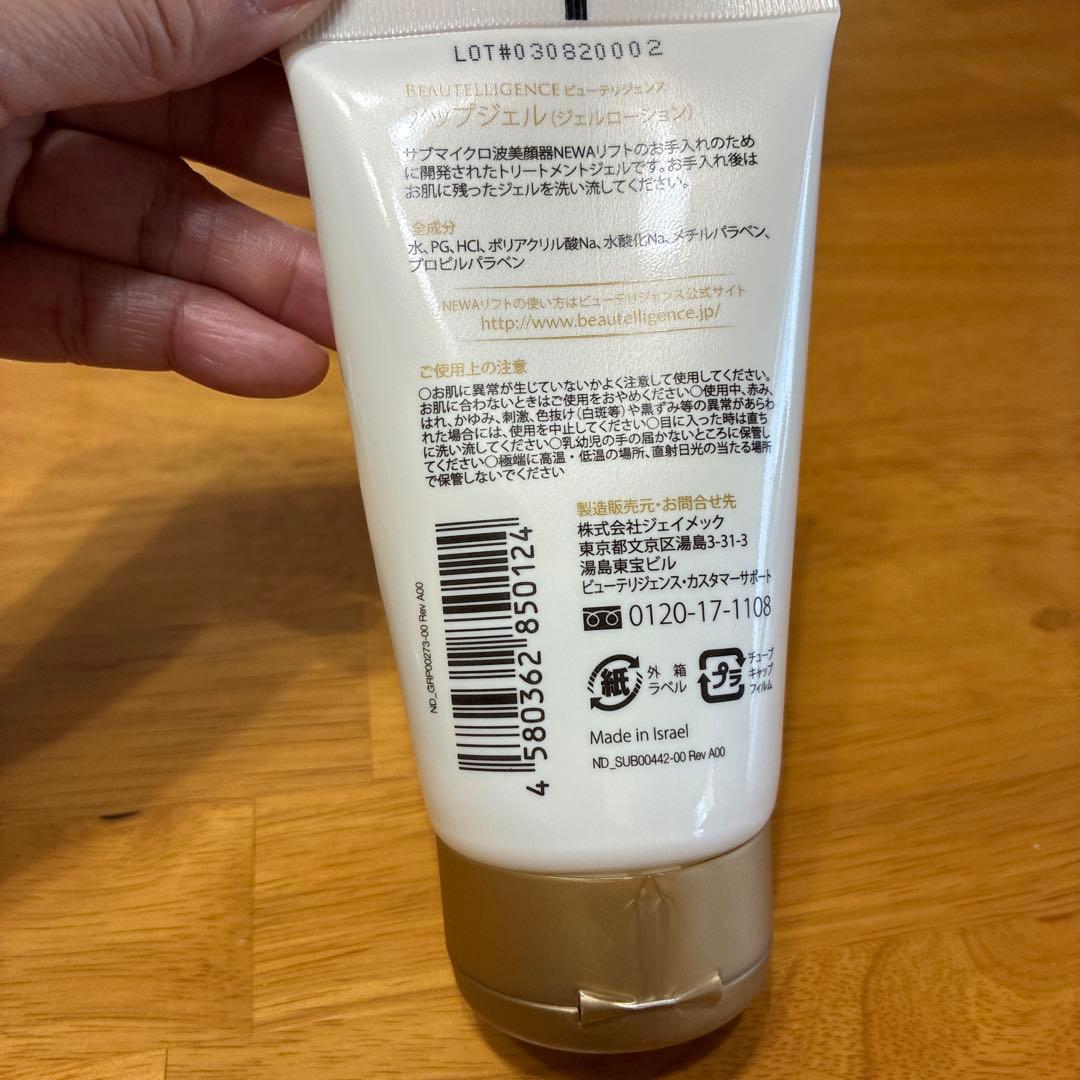 LOT#030820002
BEAUTELLIGENCE ビューテリジェンス
アップジェル(ジェルローション)
サブマイクロ波美顔器NEWAリフトのお手入れのため
に開発されたトリートメントジェルです。お手入れ後は
お肌に残ったジェルを洗い流してください。
全成分
水、PG、HCl、ポリアクリル酸Na、水酸化Na、メチルパラベン、
プロピルパラベン
NEWAリフトの使い方はビューテリジェンス公式サイト
http://www.beautelligence.jp/
ご使用上の注意
○お肌に異常が生じていないかよく注意して使用してください。
お肌に合わないときはご使用をおやめください○使用中、赤み、
はれ、かゆみ、刺激、色抜け(白斑等)や黒ずみ等の異常があらわ
れた場合には、使用を中止してください○目に入った時は直ち
に洗い流してください○乳幼児の手の届かないところに保管し
てください○極端に高温・低温の場所、直射日光の当たる場所
で保管しないでください
製造販売元・お問合せ先
株式会社ジェイメック
東京都文京区湯島3-31-3
湯島東宝ビル
ビューテリジェンス・カスタマーサポート
0120-17-1108
紙
外箱
ラベル
プラ
チューブ
キャップ
フィルム
Made in Israel
ND_SUB00442-00 Rev A00
4 580362 850124
ND_GRP00273-00 Rev A00